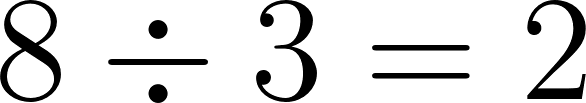 8 ÷ 3 = 2